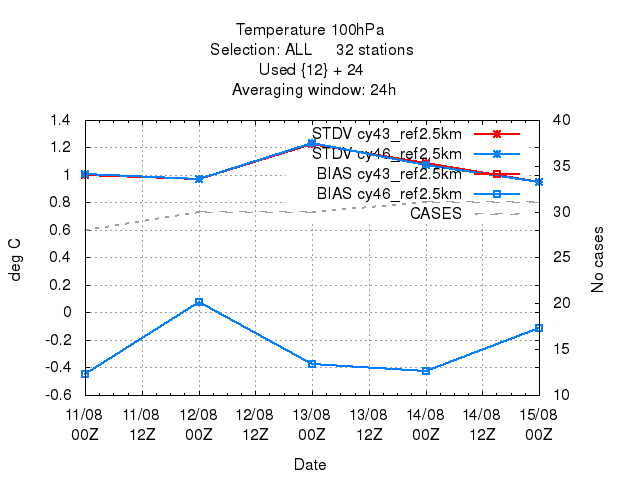 Temperature 100hPa
Selection: ALL 32 stations
Used {12} + 24
Averaging window: 24h
1.4
1.2
1
0.8
0.6
0.4
0.2
0
-0.2
-0.4
-0.6
deg C
STDV cy43_ref2.5km
STDV cy46_ref2.5km
BIAS cy43_ref2.5km
BIAS cy46_ref2.5km
CASES
40
35
30
25
20
15
10
No cases
11/08 11/08 12/08 12/08 13/08 13/08 14/08 14/08 15/08
00Z 12Z 00Z 12Z 00Z 12Z 00Z 12Z 00Z
Date